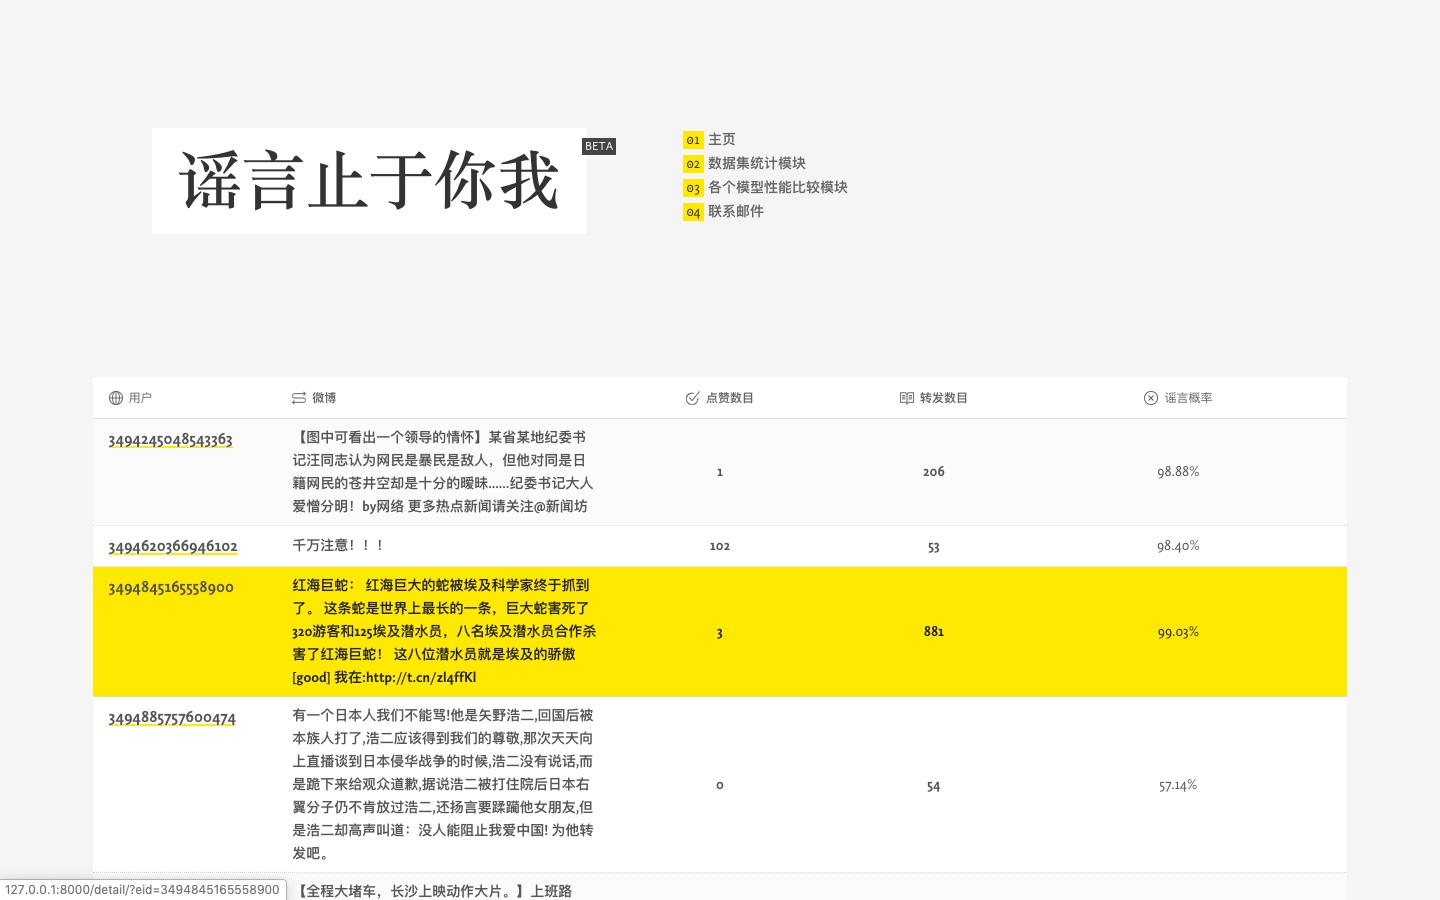 谣言止于你我
BETA
01 主页
02 数据集统计模块
03 各个模型性能比较模块
04 联系邮件
用户 微博 点赞数目 转发数目 谣言概率
3494245048543363
【图中可看出一个领导的情怀】某省某地纪委书
记汪同志认为网民是暴民是敌人，但他对同是日
籍网民的苍井空却是十分的暧昧......纪委书记大人
爱憎分明！by网络 更多热点新闻请关注@新闻坊
1 206 98.88%
3494620366946102 千万注意！！！ 102 53 98.40%
3494845165558900
红海巨蛇： 红海巨大的蛇被埃及科学家终于抓到
了。 这条蛇是世界上最长的一条，巨大蛇害死了
320游客和125埃及潜水员，八名埃及潜水员合作杀
害了红海巨蛇！ 这八位潜水员就是埃及的骄傲
[good] 我在:http://t.cn/zl4ffKl
3 881 99.03%
3494885757600474
有一个日本人我们不能骂!他是矢野浩二,回国后被
本族人打了,浩二应该得到我们的尊敬,那次天天向
上直播谈到日本侵华战争的时候,浩二没有说话,而
是跪下来给观众道歉,据说浩二被打住院后日本右
翼分子仍不肯放过浩二,还扬言要蹂躏他女朋友,但
是浩二却高声叫道：没人能阻止我爱中国! 为他转
发吧。
0 54 57.14%
【全程大堵车，长沙上映动作大片。】上班路
127.0.0.1:8000/detail/?eid=3494845165558900